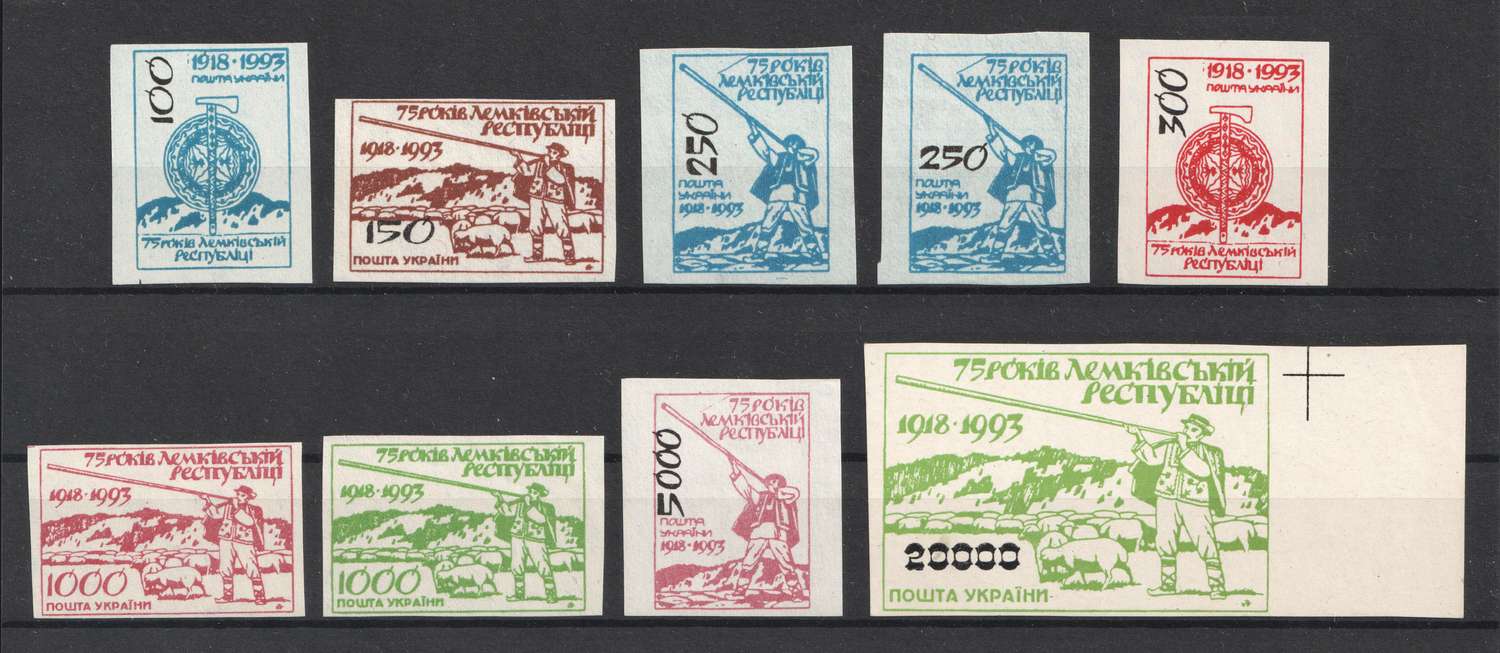 100
1918·1993
ПОШТА УКРАЇНИ
75 РОКІВ ЛЕМКІВСЬКІЙ
РЕСПУБЛІЦІ
75 РОКІВ ЛЕМКІВСЬКІЙ
РЕСПУБЛІЦІ
1918·1993
150
ПОШТА УКРАЇНИ
75 РОКІВ
ЛЕМКІВСЬКІЙ
РЕСПУБЛІЦІ
250
ПОШТА
УКРАЇНИ
1918·1993
75 РОКІВ
ЛЕМКІВСЬКІЙ
РЕСПУБЛІЦІ
250
ПОШТА
УКРАЇНИ
1918·1993
300
1918·1993
ПОШТА УКРАЇНИ
75 РОКІВ ЛЕМКІВСЬКІЙ
РЕСПУБЛІЦІ
75 РОКІВ ЛЕМКІВСЬКІЙ
РЕСПУБЛІЦІ
1918·1993
1000
ПОШТА УКРАЇНИ
75 РОКІВ ЛЕМКІВСЬКІЙ
РЕСПУБЛІЦІ
1918·1993
1000
ПОШТА УКРАЇНИ
75 РОКІВ
ЛЕМКІВСЬКІЙ
РЕСПУБЛІЦІ
5000
ПОШТА
УКРАЇНИ
1918·1993
75 РОКІВ ЛЕМКІВСЬКІЙ
РЕСПУБЛІЦІ
1918·1993
20000
ПОШТА УКРАЇНИ